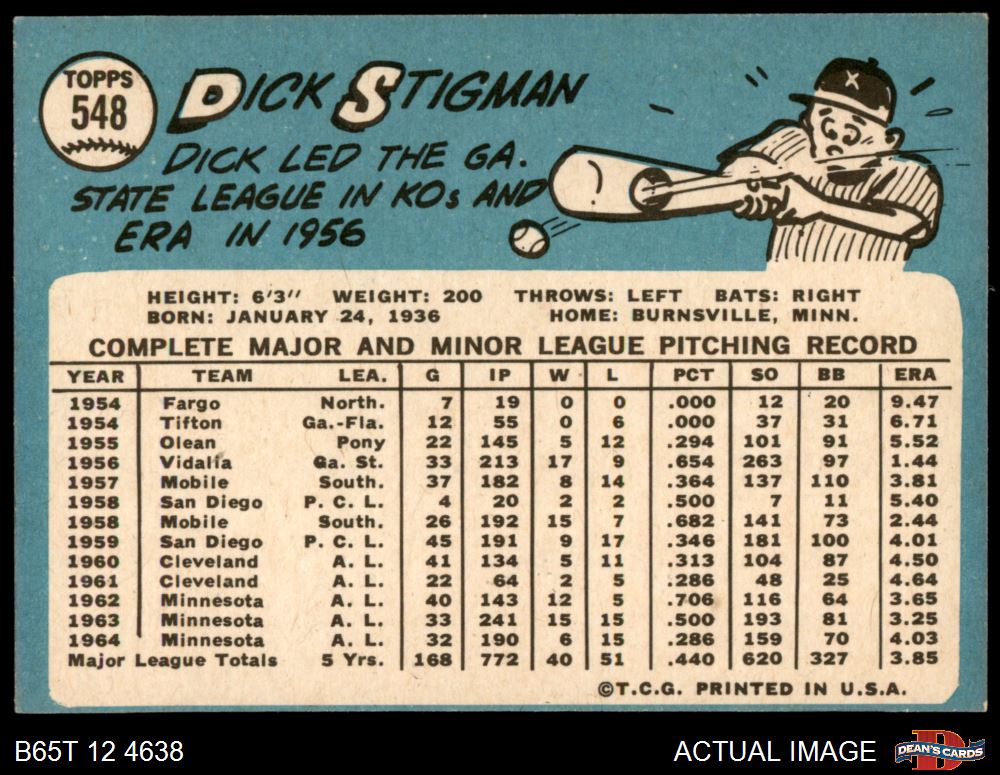 TOPPS
548
DICK STIGMAN
DICK LED THE GA.
STATE LEAGUE IN KOs AND
ERA IN 1956
HEIGHT: 6'3" WEIGHT: 200 THROWS: LEFT BATS: RIGHT
BORN: JANUARY 24, 1936 HOME: BURNSVILLE, MINN.
COMPLETE MAJOR AND MINOR LEAGUE PITCHING RECORD
YEAR TEAM LEA. G IP W L PCT SO BB ERA
1954 Fargo North. 7 19 0 0 .000 12 20 9.47
1954 Tifton Ga.-Fla. 12 55 0 6 .000 37 31 6.71
1955 Olean Pony 22 145 5 12 .294 101 91 5.52
1956 Vidalia Ga. St. 33 213 17 9 .654 263 97 1.44
1957 Mobile South. 37 182 8 14 .364 137 110 3.81
1958 San Diego P. C. L. 4 20 2 2 .500 7 11 5.40
1958 Mobile South. 26 192 15 7 .682 141 73 2.44
1959 San Diego P. C. L. 45 191 9 17 .346 181 100 4.01
1960 Cleveland A. L. 41 134 5 11 .313 104 87 4.50
1961 Cleveland A. L. 22 64 2 5 .286 48 25 4.64
1962 Minnesota A. L. 40 143 12 5 .706 116 64 3.65
1963 Minnesota A. L. 33 241 15 15 .500 193 81 3.25
1964 Minnesota A. L. 32 190 6 15 .286 159 70 4.03
Major League Totals 5 Yrs. 168 772 40 51 .440 620 327 3.85
©T.C.G. PRINTED IN U.S.A.
B65T 12 4638 ACTUAL IMAGE DEAN'S CARDS